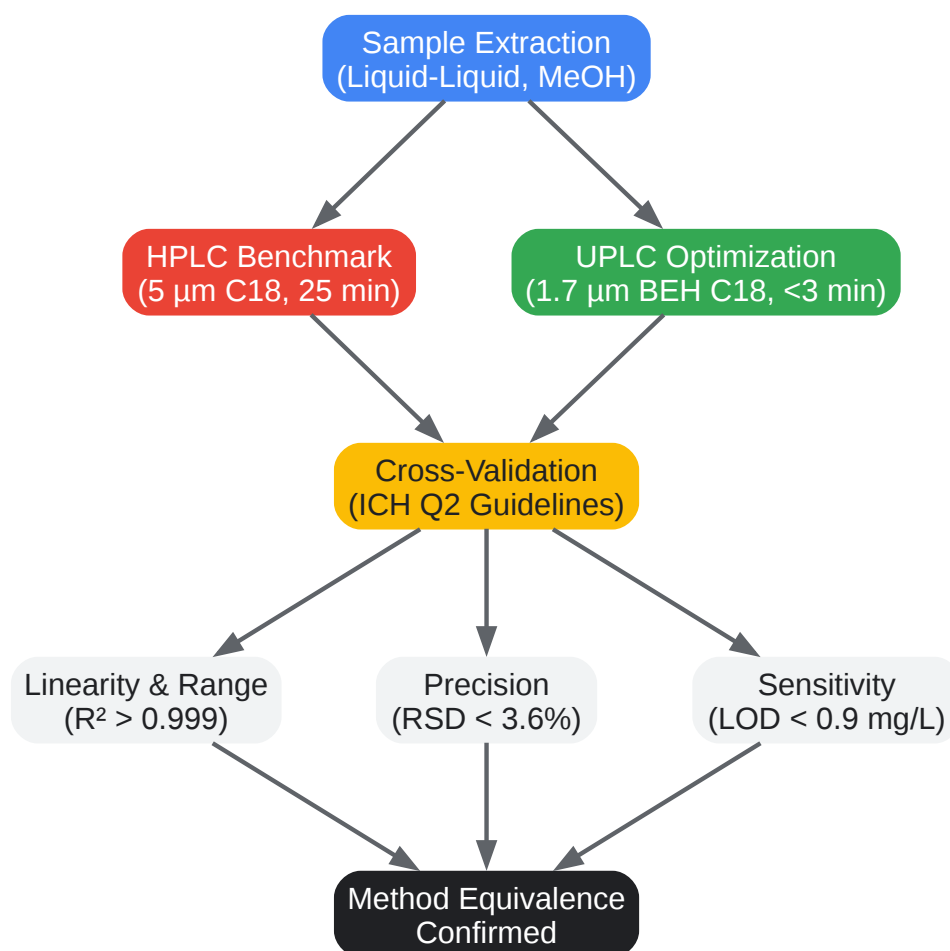 Sample Extraction
(Liquid-Liquid, MeOH)
HPLC Benchmark
(5 µm C18, 25 min)
UPLC Optimization
(1.7 µm BEH C18, <3 min)
Cross-Validation
(ICH Q2 Guidelines)
Linearity & Range
(R² > 0.999)
Precision
(RSD < 3.6%)
Sensitivity
(LOD < 0.9 mg/L)
Method Equivalence
Confirmed